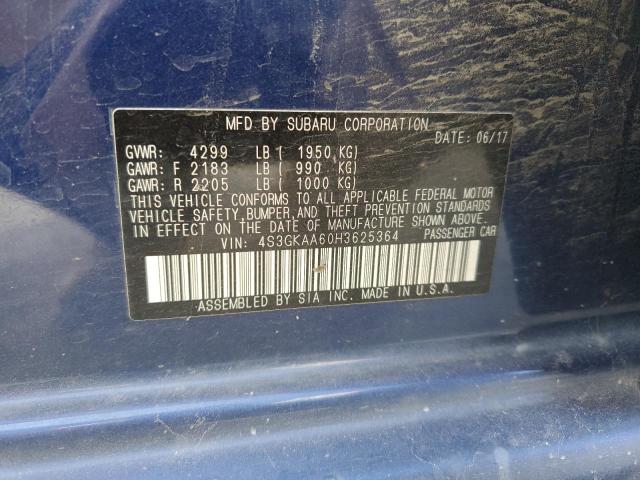 MFD BY SUBARU CORPORATION
DATE: 06/17
GVWR: 4299 LB ( 1950 KG)
GAWR: F 2183 LB ( 990 KG)
GAWR: R 2205 LB ( 1000 KG)
THIS VEHICLE CONFORMS TO ALL APPLICABLE FEDERAL MOTOR
VEHICLE SAFETY, BUMPER, AND THEFT PREVENTION STANDARDS
IN EFFECT ON THE DATE OF MANUFACTURE SHOWN ABOVE.
VIN: 4S3GKAA60H3625364 PASSENGER CAR
ASSEMBLED BY SIA INC. MADE IN U.S.A.